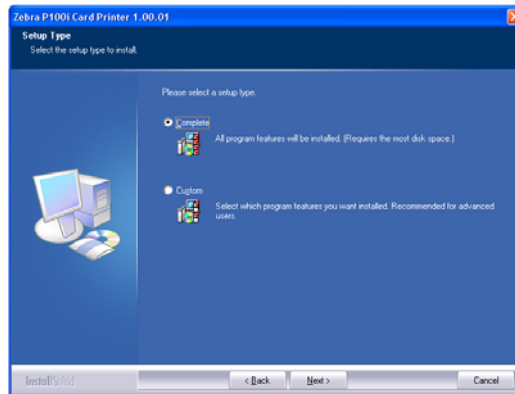 Zebra P100i Card Printer 1.00.01
Setup Type
Select the setup type to install.
Please select a setup type.
Complete
All program features will be installed. (Requires the most disk space.)
Custom
Select which program features you want installed. Recommended for advanced
users.
InstallShield
< Back
Next >
Cancel